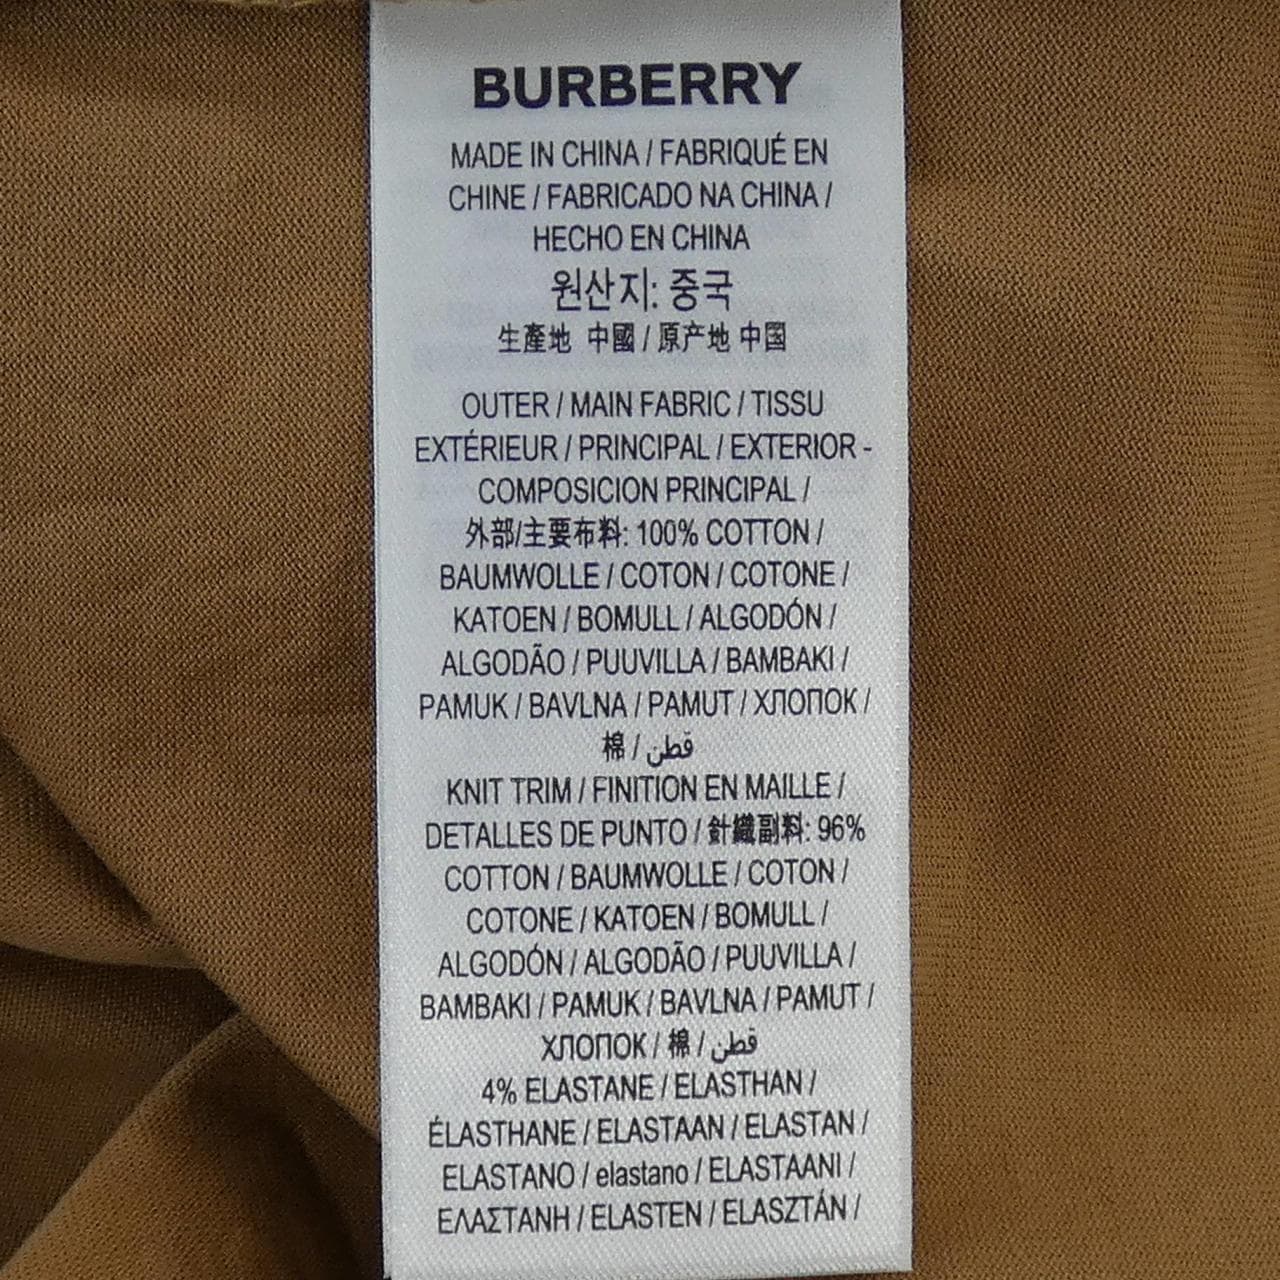 BURBERRY
MADE IN CHINA / FABRIQUÉ EN
CHINE / FABRICADO NA CHINA /
HECHO EN CHINA
원산지: 중국
生產地 中國 / 原产地 中国
OUTER / MAIN FABRIC / TISSU
EXTÉRIEUR / PRINCIPAL / EXTERIOR -
COMPOSICION PRINCIPAL /
外部/主要布料: 100% COTTON /
BAUMWOLLE / COTON / COTONE /
KATOEN / BOMULL / ALGODÓN /
ALGODÃO / PUUVILLA / BAMBAKI /
PAMUK / BAVLNA / PAMUT / ХЛОПОК /
棉 / قطن
KNIT TRIM / FINITION EN MAILLE /
DETALLES DE PUNTO / 針織副料: 96%
COTTON / BAUMWOLLE / COTON /
COTONE / KATOEN / BOMULL /
ALGODÓN / ALGODÃO / PUUVILLA /
BAMBAKI / PAMUK / BAVLNA / PAMUT /
ХЛОПОК / 棉 / قطن
4% ELASTANE / ELASTHAN /
ÉLASTHANE / ELASTAAN / ELASTAN /
ELASTANO / elastano / ELASTAANI /
ΕΛΑΣΤΑΝΗ / ELASTEN / ELASZTÁN /